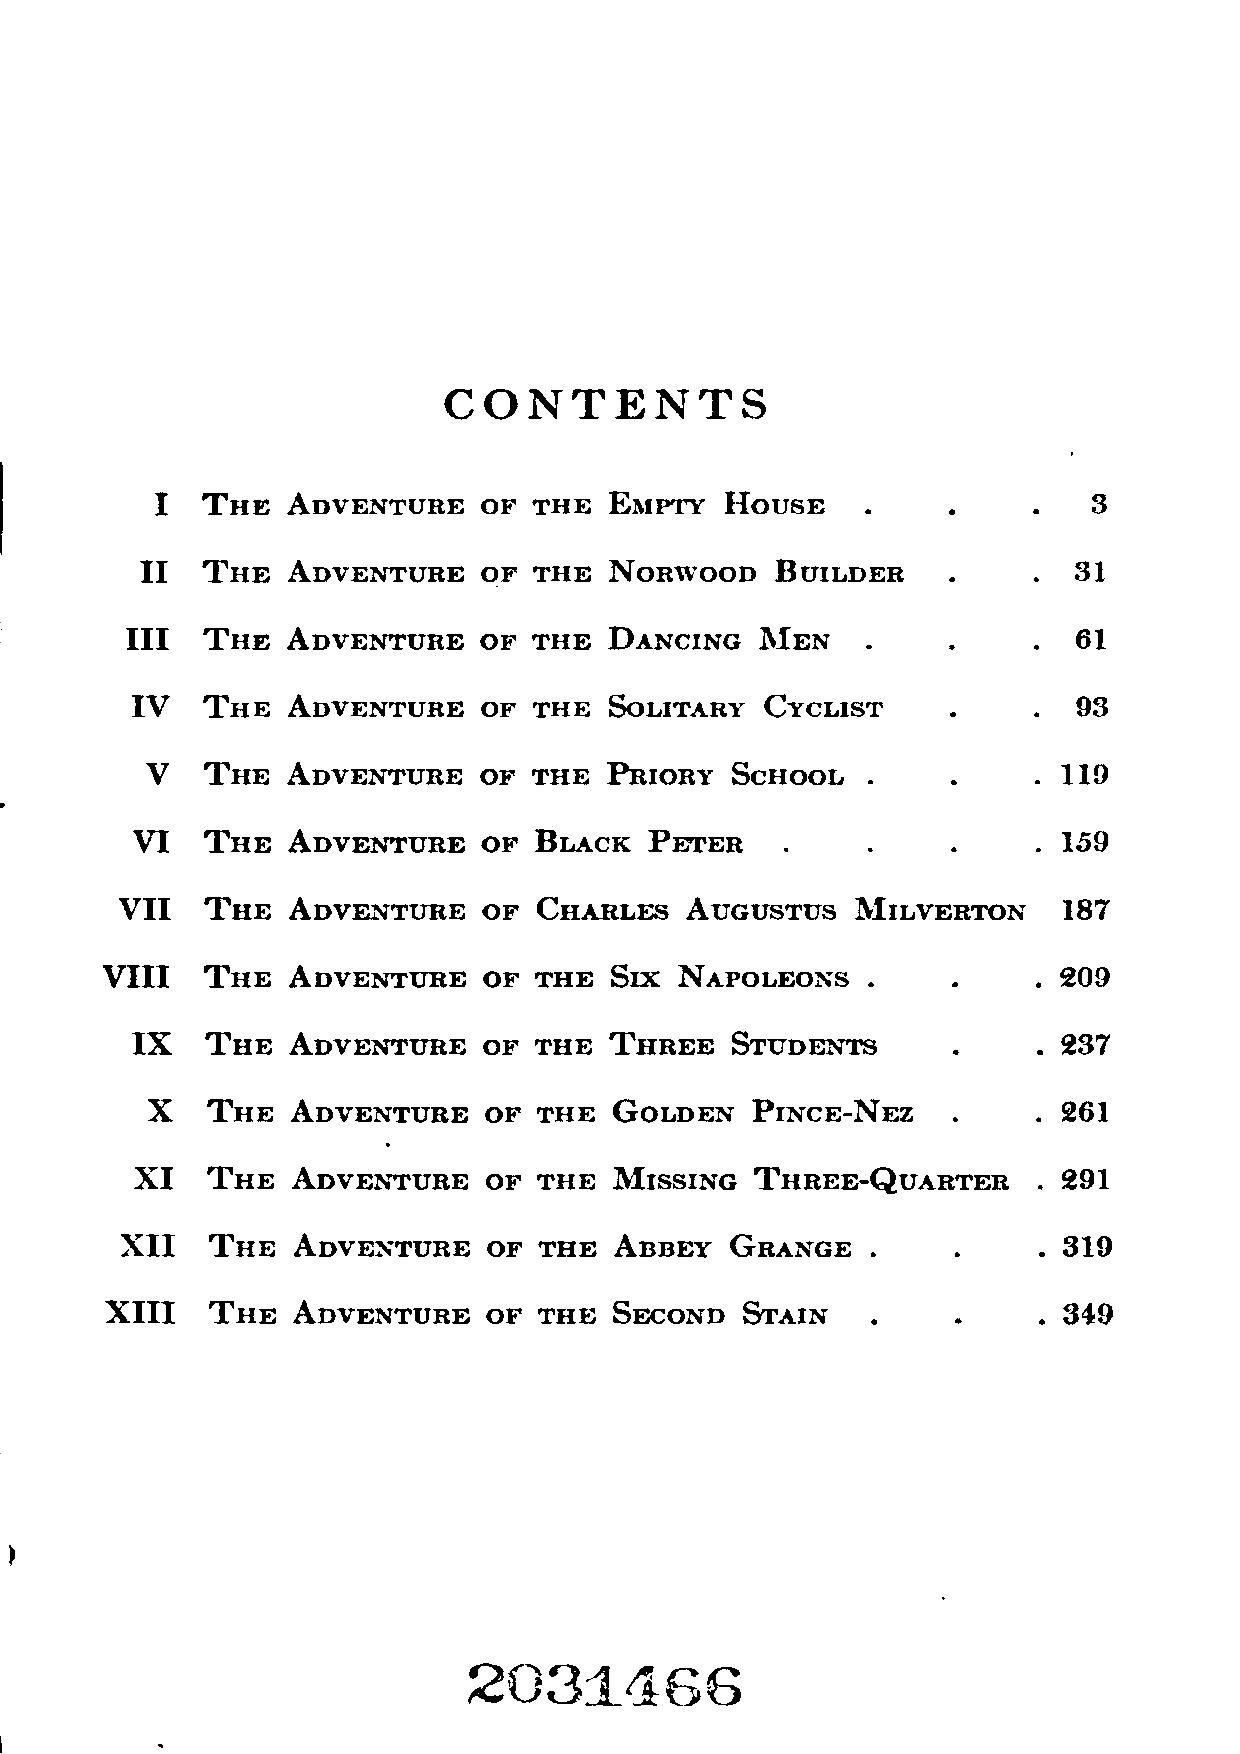 CONTENTS
I The Adventure of the Empty House . . . 3
II The Adventure of the Norwood Builder . . 31
III The Adventure of the Dancing Men . . . 61
IV The Adventure of the Solitary Cyclist . . 93
V The Adventure of the Priory School . . . 119
VI The Adventure of Black Peter . . . . 159
VII The Adventure of Charles Augustus Milverton 187
VIII The Adventure of the Six Napoleons . . . 209
IX The Adventure of the Three Students . . 237
X The Adventure of the Golden Pince-Nez . . 261
XI The Adventure of the Missing Three-Quarter . 291
XII The Adventure of the Abbey Grange . . . 319
XIII The Adventure of the Second Stain . . . 349
2031466